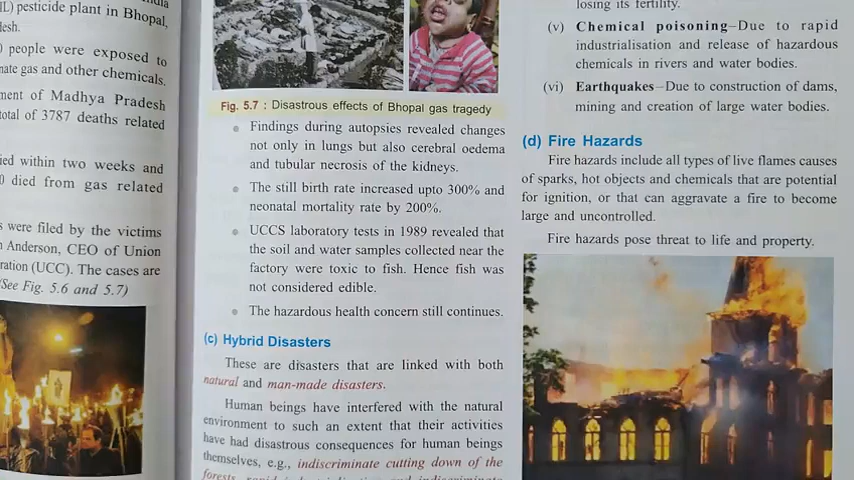 IL) pesticide plant in Bhopal,
desh.
people were exposed to
nate gas and other chemicals.
ment of Madhya Pradesh
total of 3787 deaths related
ied within two weeks and
0 died from gas related
s were filed by the victims
n Anderson, CEO of Union
ration (UCC). The cases are
(See Fig. 5.6 and 5.7)
Fig. 5.7 : Disastrous effects of Bhopal gas tragedy
• Findings during autopsies revealed changes
not only in lungs but also cerebral oedema
and tubular necrosis of the kidneys.
• The still birth rate increased upto 300% and
neonatal mortality rate by 200%.
• UCCS laboratory tests in 1989 revealed that
the soil and water samples collected near the
factory were toxic to fish. Hence fish was
not considered edible.
• The hazardous health concern still continues.
(c) Hybrid Disasters
These are disasters that are linked with both
natural and man-made disasters.
Human beings have interfered with the natural
environment to such an extent that their activities
have had disastrous consequences for human beings
themselves, e.g., indiscriminate cutting down of the
forests,
losing its fertility.
(v) Chemical poisoning–Due to rapid
industrialisation and release of hazardous
chemicals in rivers and water bodies.
(vi) Earthquakes–Due to construction of dams,
mining and creation of large water bodies.
(d) Fire Hazards
Fire hazards include all types of live flames causes
of sparks, hot objects and chemicals that are potential
for ignition, or that can aggravate a fire to become
large and uncontrolled.
Fire hazards pose threat to life and property.